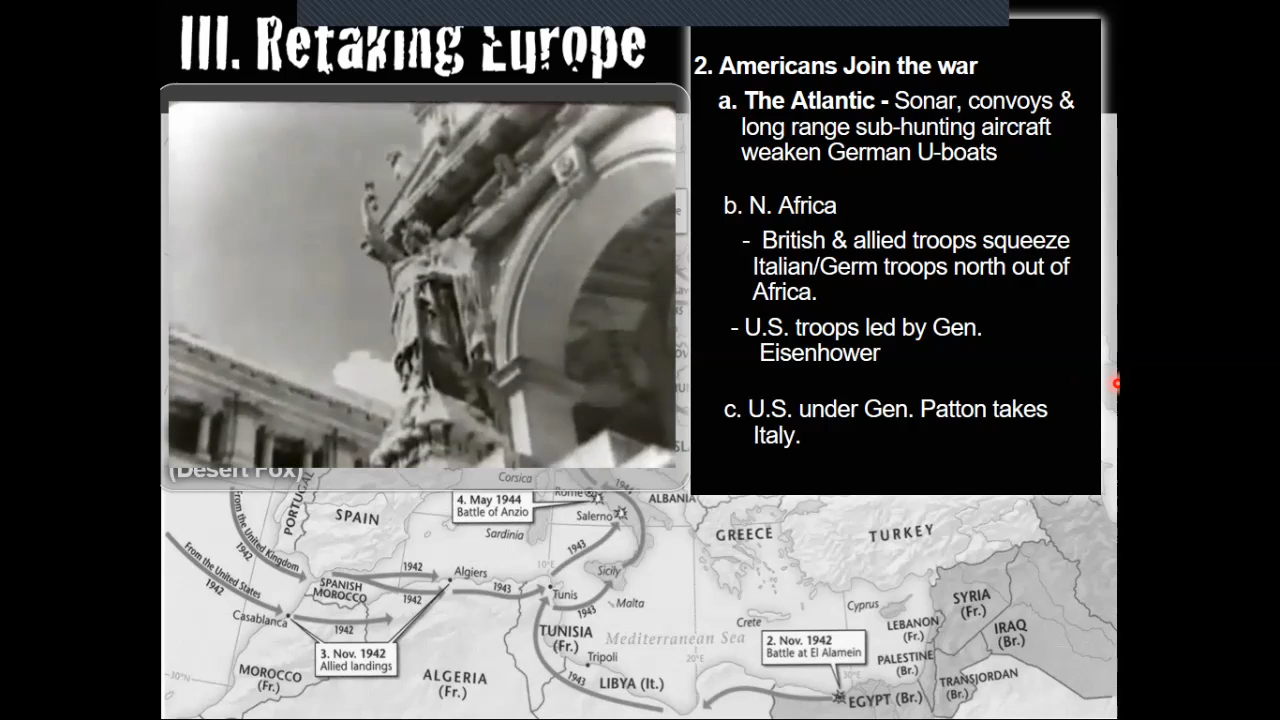 III. Retaking Europe
2. Americans Join the war
a. The Atlantic - Sonar, convoys &
long range sub-hunting aircraft
weaken German U-boats
b. N. Africa
- British & allied troops squeeze
Italian/Germ troops north out of
Africa.
- U.S. troops led by Gen.
Eisenhower
c. U.S. under Gen. Patton takes
Italy.
(Desert Fox)
PORTUGAL
SPAIN
Corsica
Sardinia
4. May 1944
Battle of Anzio
Rome
1944
Salerno
ALBANIA
GREECE
TURKEY
From the United Kingdom
1942
From the United States
1942
SPANISH
MOROCCO
1942
1942
Algiers
1943
10°E
1943
Sicily
Tunis
1943
Malta
Casablanca
1942
3. Nov. 1942
Allied landings
TUNISIA
(Fr.)
Mediterranean Sea
Crete
Cyprus
SYRIA
(Fr.)
LEBANON
(Fr.)
IRAQ
(Br.)
2. Nov. 1942
Battle at El Alamein
PALESTINE
(Br.)
TRANSJORDAN
(Br.)
30°N
MOROCCO
(Fr.)
ALGERIA
(Fr.)
Tripoli
20°E
1943
LIBYA (It.)
30°E
EGYPT (Br.)